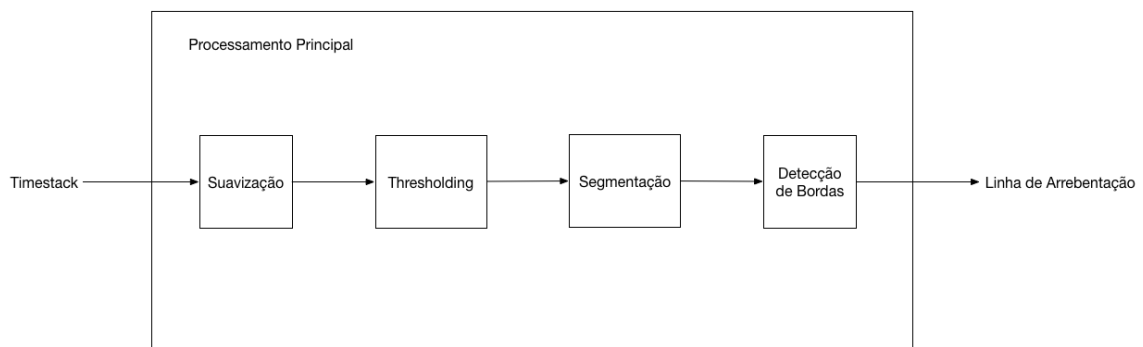 Processamento Principal
Timestack
Suavização
Thresholding
Segmentação
Detecção
de Bordas
Linha de Arrebentação